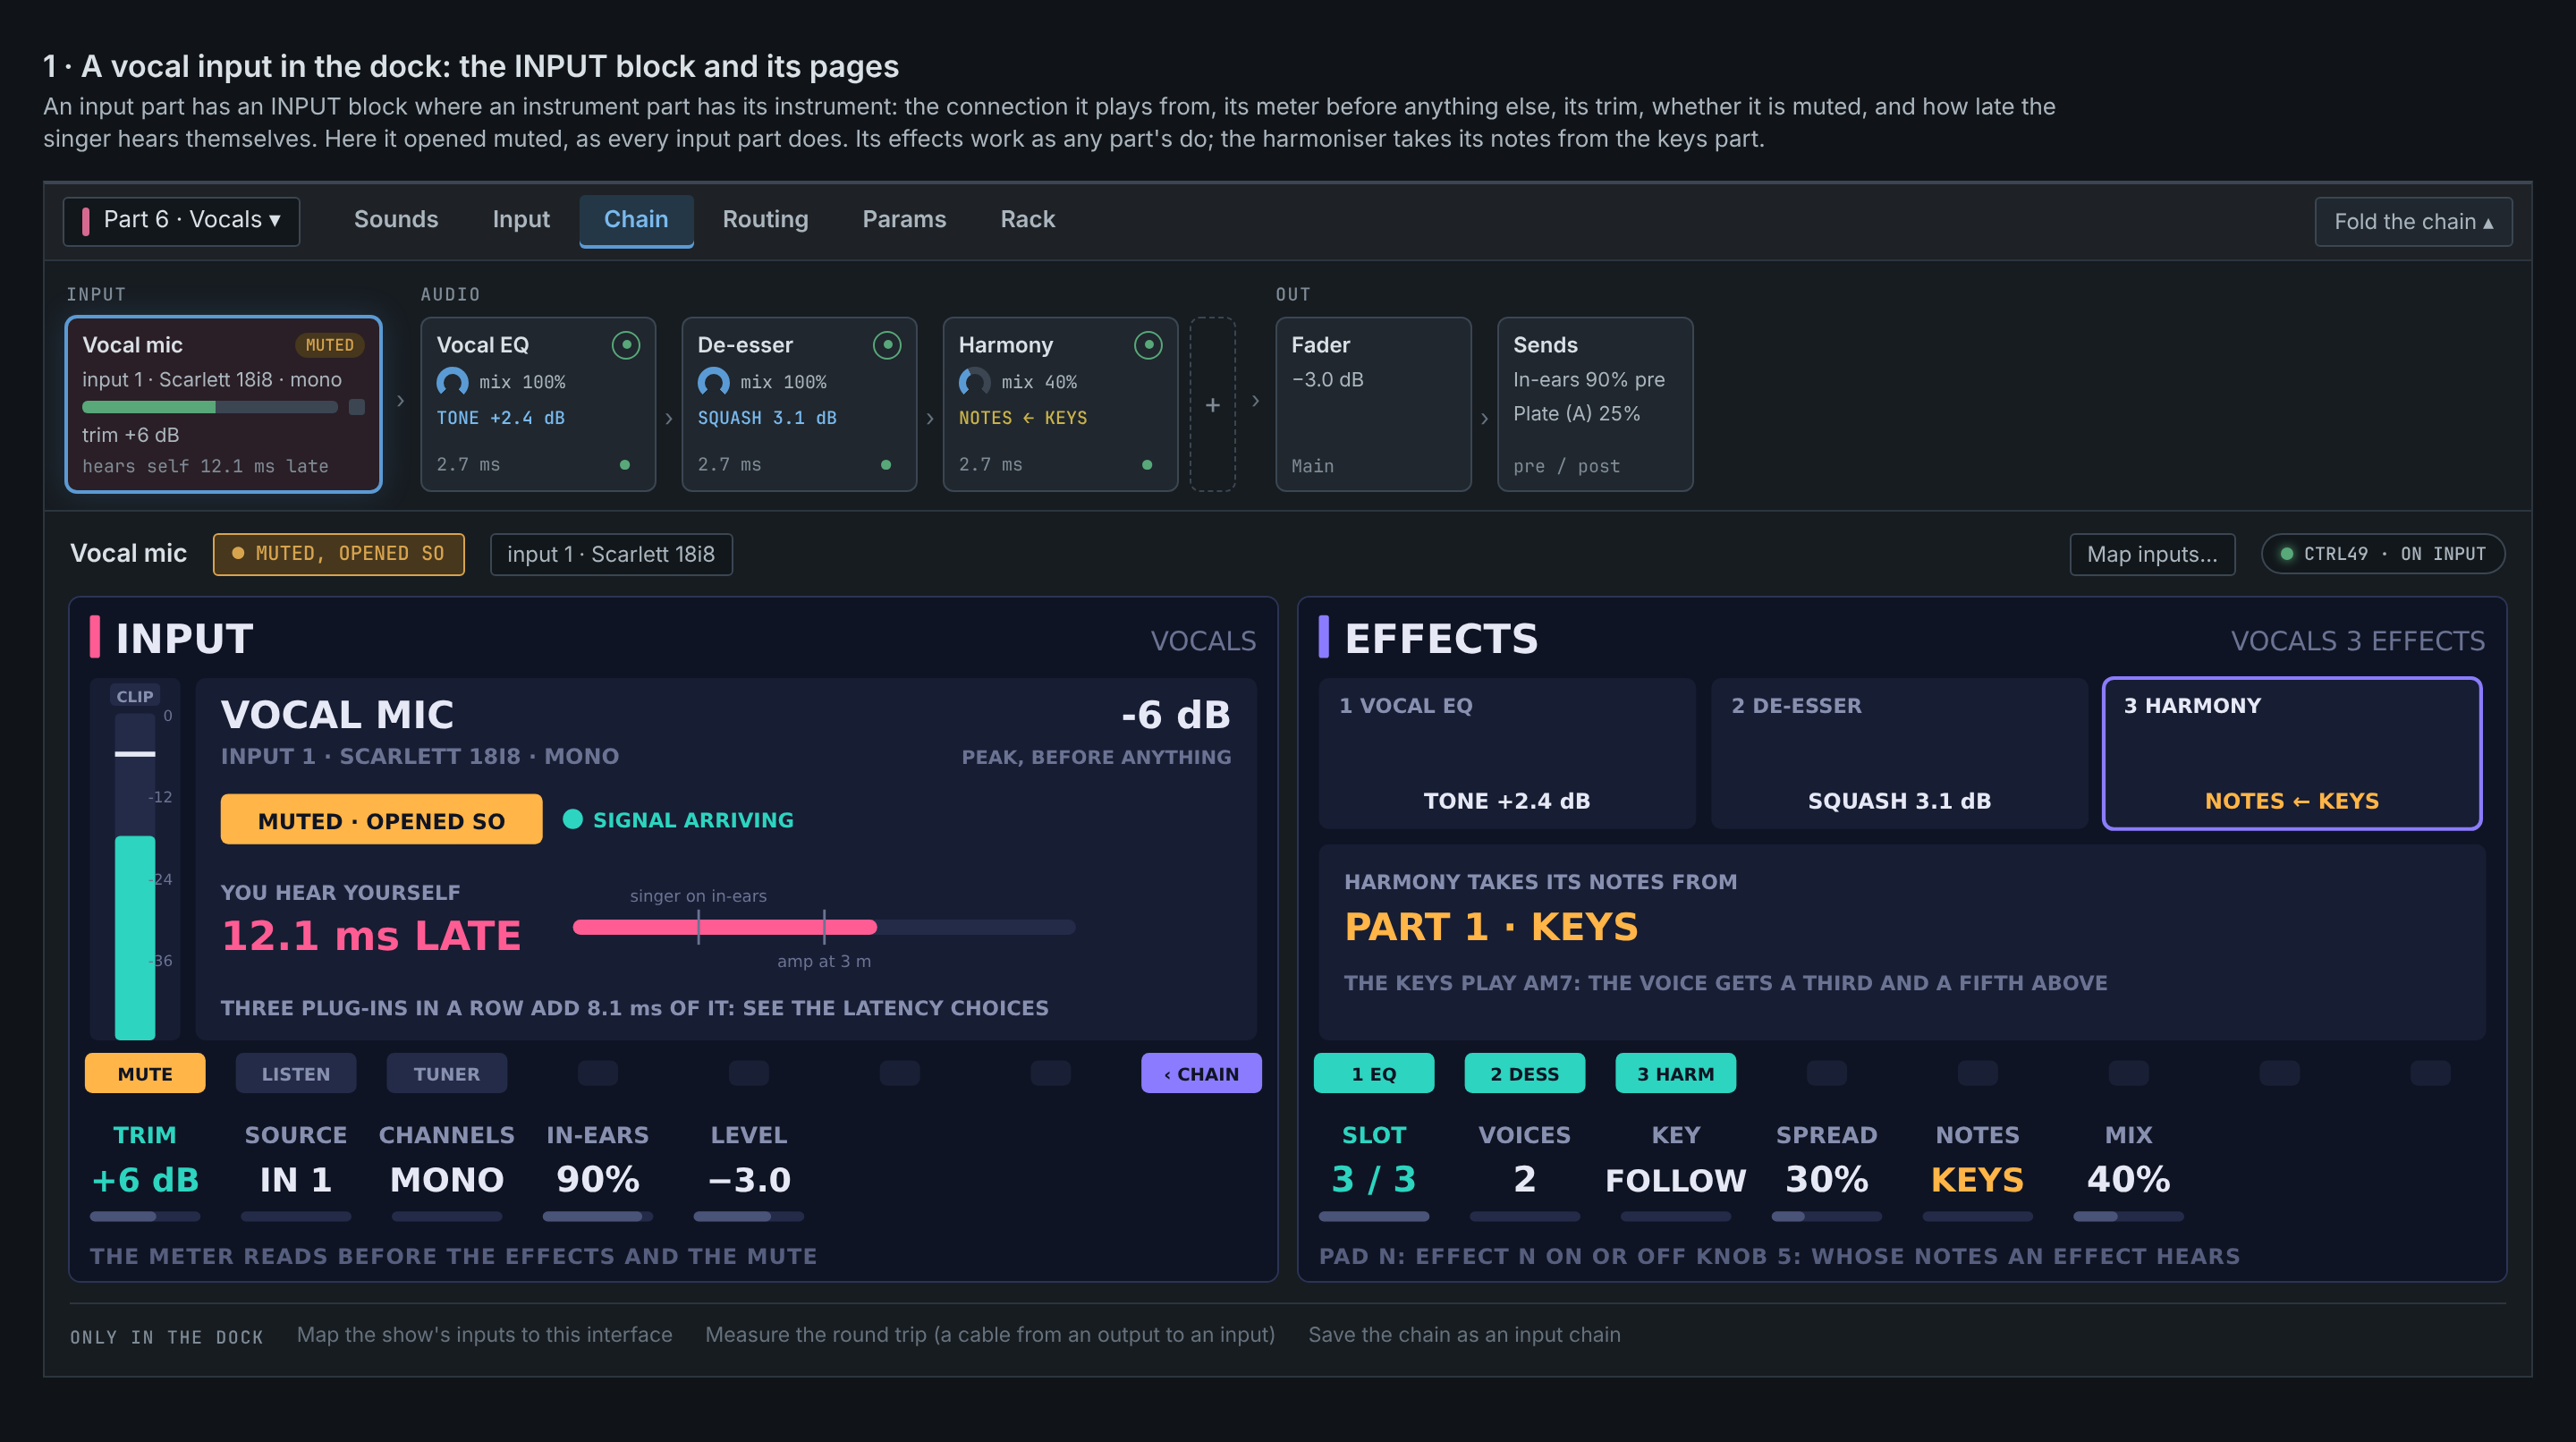 1 · A vocal input in the dock: the INPUT block and its pages
An input part has an INPUT block where an instrument part has its instrument: the connection it plays from, its meter before anything else, its trim, whether it is muted, and how late the
singer hears themselves. Here it opened muted, as every input part does. Its effects work as any part's do; the harmoniser takes its notes from the keys part.
Part 6 · Vocals ▾
Sounds
Input
Chain
Routing
Params
Rack
Fold the chain ▴
INPUT
AUDIO
OUT
Vocal mic
MUTED
input 1 · Scarlett 18i8 · mono
trim +6 dB
hears self 12.1 ms late
›
Vocal EQ
mix 100%
TONE +2.4 dB
2.7 ms
›
De-esser
mix 100%
SQUASH 3.1 dB
2.7 ms
›
Harmony
mix 40%
NOTES ← KEYS
2.7 ms
+
›
Fader
−3.0 dB
Main
›
Sends
In-ears 90% pre
Plate (A) 25%
pre / post
Vocal mic
MUTED, OPENED SO
input 1 · Scarlett 18i8
Map inputs...
CTRL49 · ON INPUT
INPUT
VOCALS
CLIP
0
-12
-24
-36
VOCAL MIC
-6 dB
INPUT 1 · SCARLETT 18I8 · MONO
PEAK, BEFORE ANYTHING
MUTED · OPENED SO
SIGNAL ARRIVING
YOU HEAR YOURSELF
12.1 ms LATE
singer on in-ears
amp at 3 m
THREE PLUG-INS IN A ROW ADD 8.1 ms OF IT: SEE THE LATENCY CHOICES
MUTE
LISTEN
TUNER
‹ CHAIN
TRIM
SOURCE
CHANNELS
IN-EARS
LEVEL
+6 dB
IN 1
MONO
90%
−3.0
THE METER READS BEFORE THE EFFECTS AND THE MUTE
EFFECTS
VOCALS 3 EFFECTS
1 VOCAL EQ
TONE +2.4 dB
2 DE-ESSER
SQUASH 3.1 dB
3 HARMONY
NOTES ← KEYS
HARMONY TAKES ITS NOTES FROM
PART 1 · KEYS
THE KEYS PLAY AM7: THE VOICE GETS A THIRD AND A FIFTH ABOVE
1 EQ
2 DESS
3 HARM
SLOT
VOICES
KEY
SPREAD
NOTES
MIX
3 / 3
2
FOLLOW
30%
KEYS
40%
PAD N: EFFECT N ON OR OFF KNOB 5: WHOSE NOTES AN EFFECT HEARS
ONLY IN THE DOCK
Map the show's inputs to this interface
Measure the round trip (a cable from an output to an input)
Save the chain as an input chain